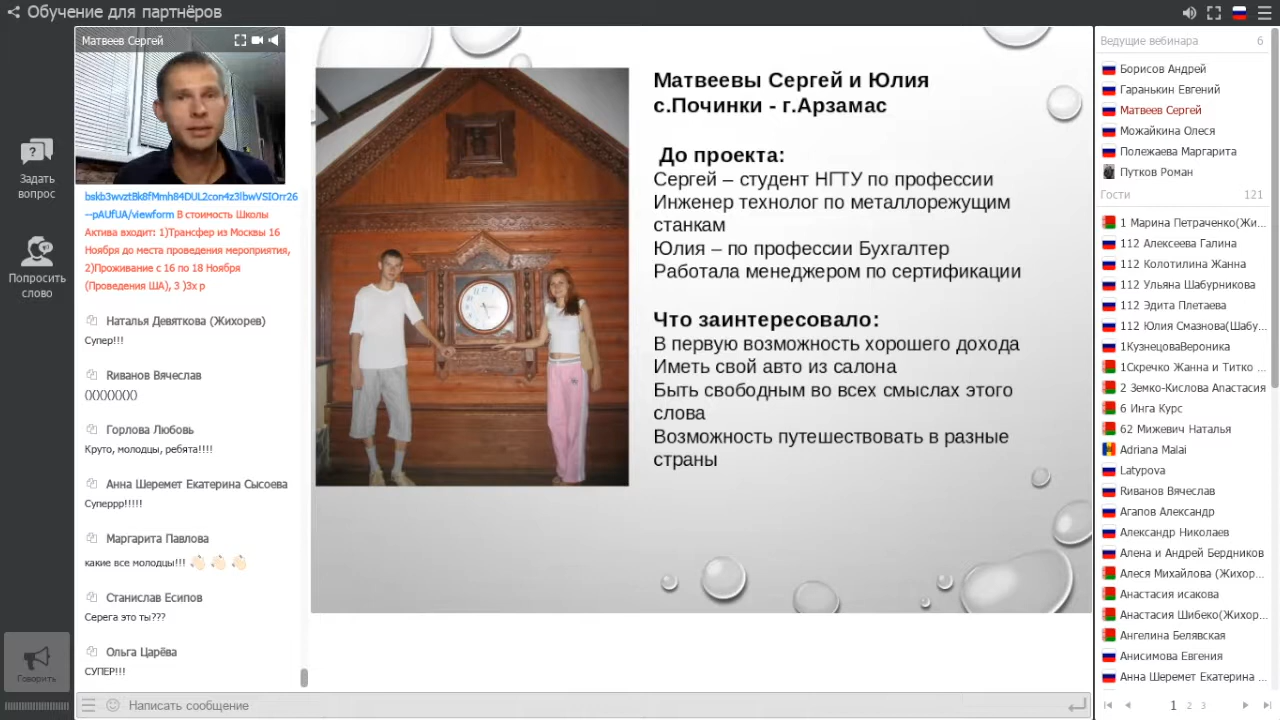 Обучение для партнёров
Матвеев Сергей
Задать
вопрос
Попросить
слово
Говорить
bskb3wvztBk8fMmh84DUL2con4z3lbwVSIOrr26
--pAUfUA/viewform В стоимость Школы
Актива входит: 1)Трансфер из Москвы 16
Ноября до места проведения мероприятия,
2)Проживание с 16 по 18 Ноября
(Проведения ША), 3 )3х р
Наталья Девяткова (Жихорев)
Супер!!!
Rиванов Вячеслав
()()()()()()()
Горлова Любовь
Круто, молодцы, ребята!!!!
Анна Шеремет Екатерина Сысоева
Суперрр!!!!!
Маргарита Павлова
какие все молодцы!!!
Станислав Есипов
Серега это ты???
Ольга Царёва
СУПЕР!!!
Написать сообщение
Матвеевы Сергей и Юлия
с.Починки - г.Арзамас
До проекта:
Сергей – студент НГТУ по профессии
Инженер технолог по металлорежущим
станкам
Юлия – по профессии Бухгалтер
Работала менеджером по сертификации
Что заинтересовало:
В первую возможность хорошего дохода
Иметь свой авто из салона
Быть свободным во всех смыслах этого
слова
Возможность путешествовать в разные
страны
Ведущие вебинара 6
Борисов Андрей
Гаранькин Евгений
Матвеев Сергей
Можайкина Олеся
Полежаева Маргарита
Путков Роман
Гости 121
1 Марина Петраченко(Жи...
112 Алексеева Галина
112 Колотилина Жанна
112 Ульяна Шабурникова
112 Эдита Плетаева
112 Юлия Смазнова(Шабу...
1КузнецоваВероника
1Скречко Жанна и Титко ...
2 Земко-Кислова Апастасия
6 Инга Курс
62 Мижевич Наталья
Adriana Malai
Latypova
Rиванов Вячеслав
Агапов Александр
Александр Николаев
Алена и Андрей Бердников
Алеся Михайлова (Жихор...
Анастасия исакова
Анастасия Шибеко(Жихор...
Ангелина Белявская
Анисимова Евгения
Анна Шеремет Екатерина ...
1 2 3